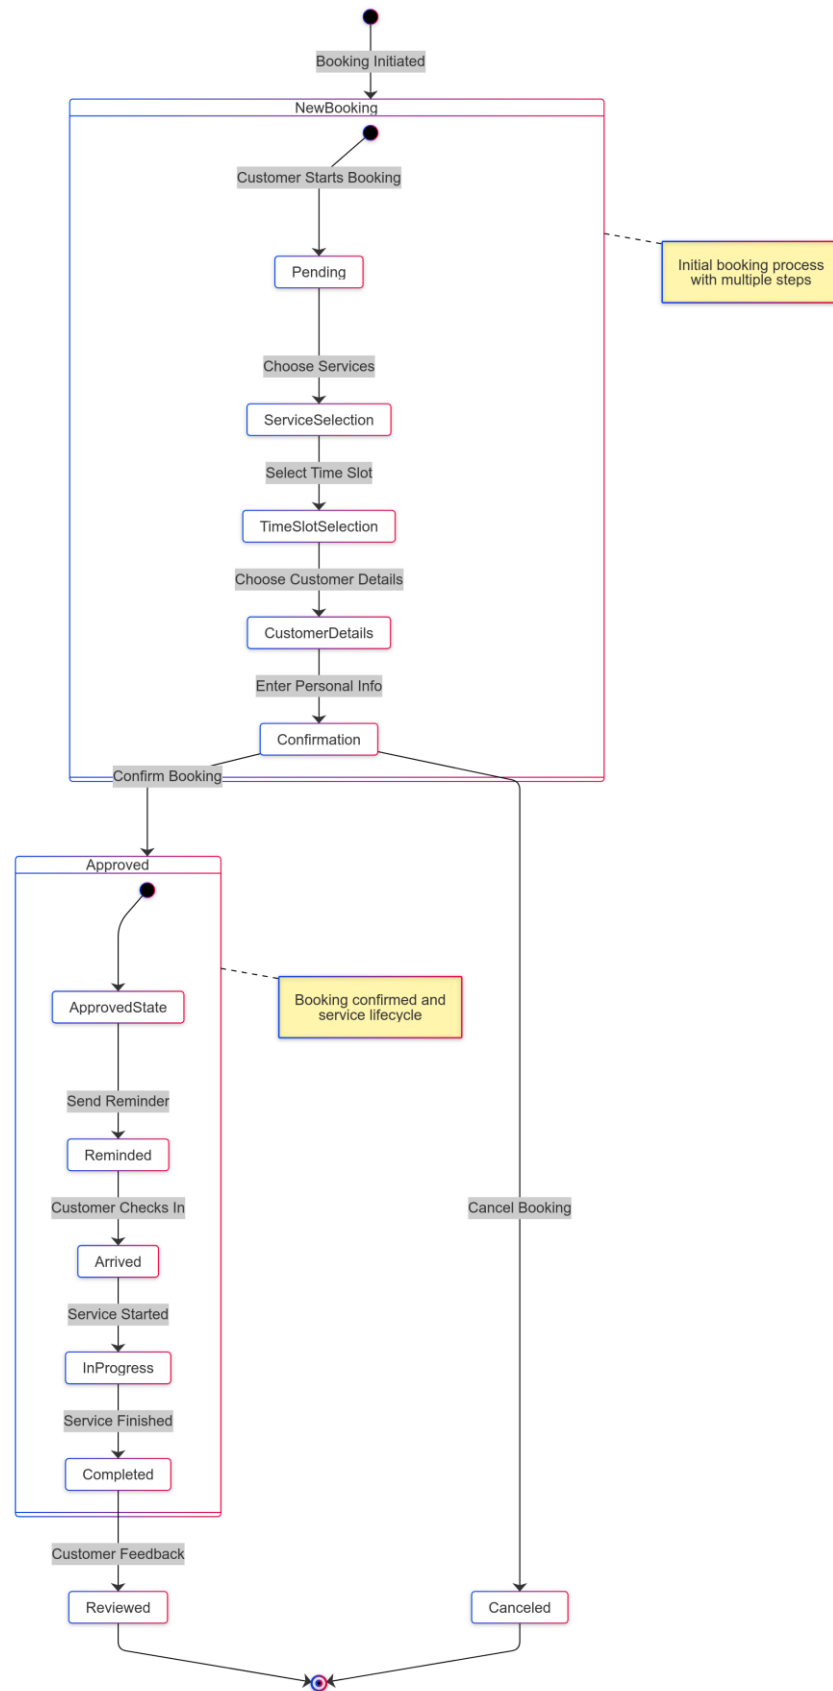 Booking Initiated
NewBooking
Customer Starts Booking
Initial booking process
with multiple steps
Pending
Choose Services
ServiceSelection
Select Time Slot
TimeSlotSelection
Choose Customer Details
CustomerDetails
Enter Personal Info
Confirmation
Confirm Booking
Approved
ApprovedState
Booking confirmed and
service lifecycle
Send Reminder
Reminded
Customer Checks In
Cancel Booking
Arrived
Service Started
InProgress
Service Finished
Completed
Customer Feedback
Reviewed
Canceled